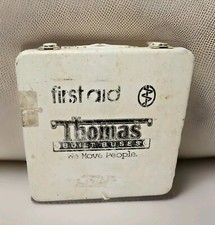 first aid
Thomas
BUILT BUSES
We Move People.